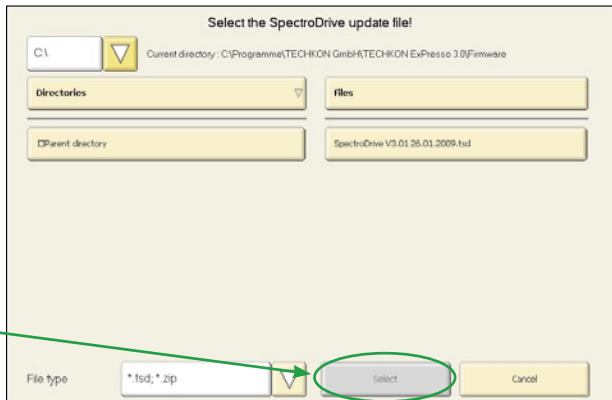 Select the SpectroDrive update file!
C:\
Current directory : C:\Programme\TECHKON GmbH\TECHKON ExPresso 3.0\Firmware
Directories
Files
Parent directory
SpectroDrive V3.01 26.01.2009.tsd
File type
*.tsd; *.zip
Select
Cancel